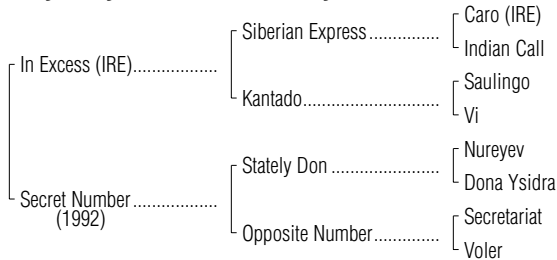 Caro (IRE)
Siberian Express...............
Indian Call
In Excess (IRE)..................
Saulingo
Kantado.............................
Vi
Nureyev
Stately Don .......................
Dona Ysidra
Secret Number..................
(1992)
Secretariat
Opposite Number..............
Voler